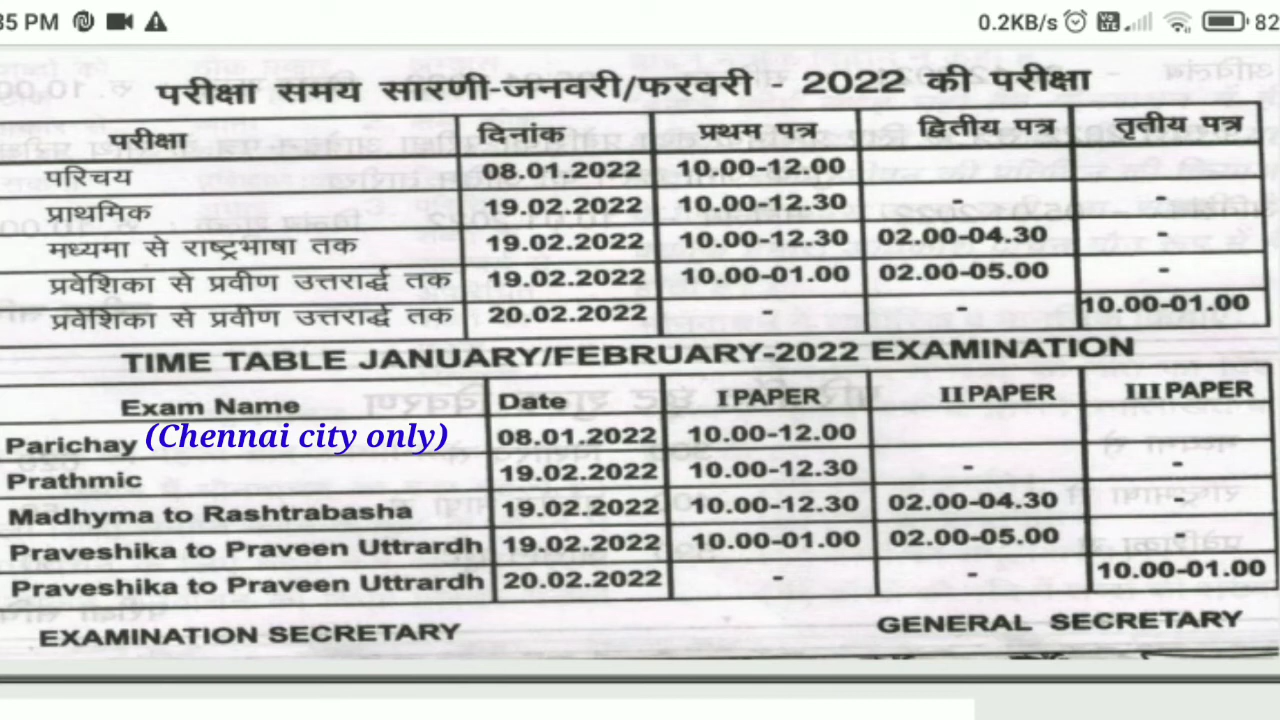 35 PM 0.2KB/s Vo LTE 82
परीक्षा समय सारणी-जनवरी/फरवरी - 2022 की परीक्षा
परीक्षा दिनांक प्रथम पत्र द्वितीय पत्र तृतीय पत्र
परिचय 08.01.2022 10.00-12.00
प्राथमिक 19.02.2022 10.00-12.30 - -
मध्यमा से राष्ट्रभाषा तक 19.02.2022 10.00-12.30 02.00-04.30 -
प्रवेशिका से प्रवीण उत्तरार्द्ध तक 19.02.2022 10.00-01.00 02.00-05.00 -
प्रवेशिका से प्रवीण उत्तरार्द्ध तक 20.02.2022 - - 10.00-01.00
TIME TABLE JANUARY/FEBRUARY-2022 EXAMINATION
Exam Name Date I PAPER II PAPER III PAPER
Parichay (Chennai city only) 08.01.2022 10.00-12.00
Prathmic 19.02.2022 10.00-12.30 - -
Madhyma to Rashtrabasha 19.02.2022 10.00-12.30 02.00-04.30 -
Praveshika to Praveen Uttrardh 19.02.2022 10.00-01.00 02.00-05.00 -
Praveshika to Praveen Uttrardh 20.02.2022 - - 10.00-01.00
EXAMINATION SECRETARY GENERAL SECRETARY